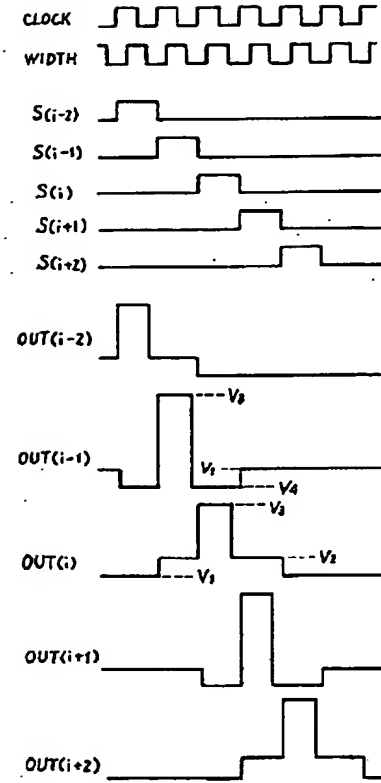 CLOCK
WIDTH
S(i-2)
S(i-1)
S(i)
S(i+1)
S(i+2)
OUT(i-2)
V3
OUT(i-1)
V1
V4
V3
OUT(i)
V2
V1
OUT(i+1)
OUT(i+2)